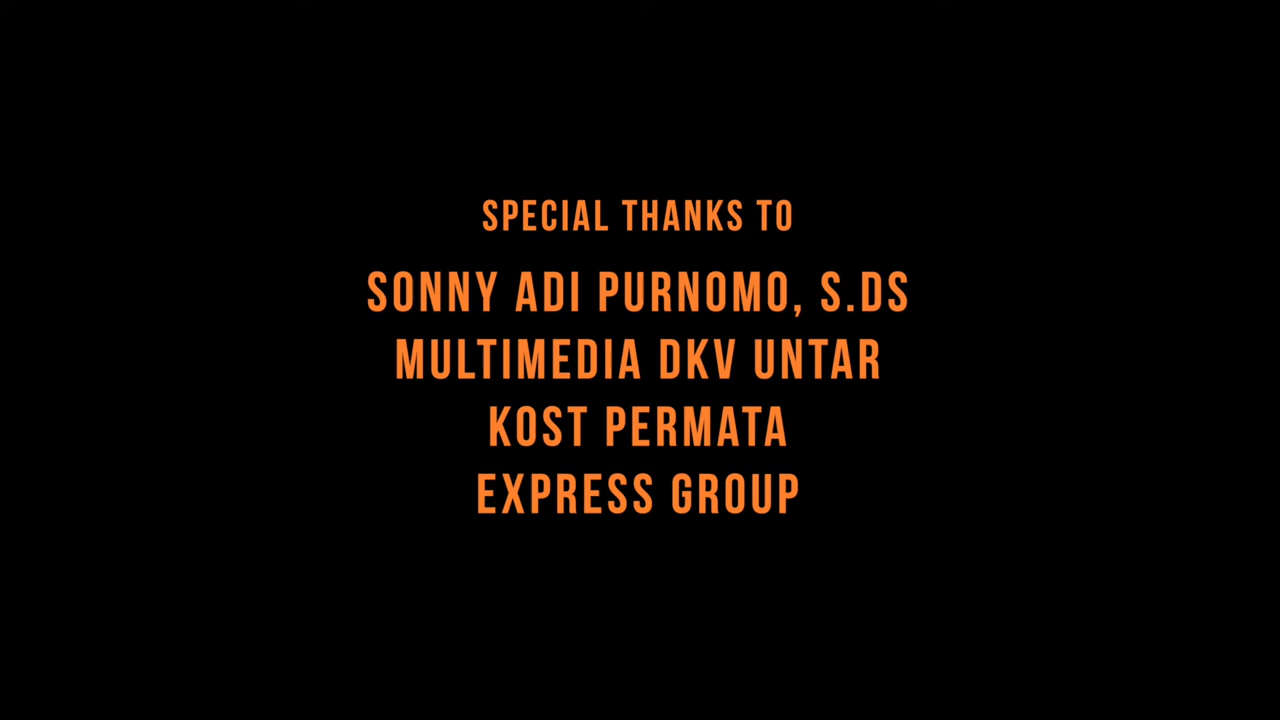 SPECIAL THANKS TO
SONNY ADI PURNOMO, S.DS
MULTIMEDIA DKV UNTAR
KOST PERMATA
EXPRESS GROUP